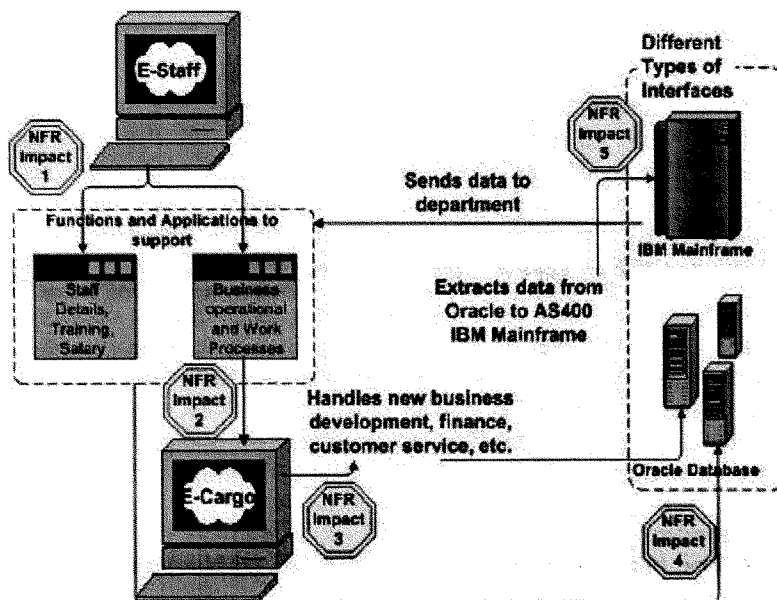 E-Staff
NFR
Impact
1
Different
Types of
Interfaces
NFR
Impact
5
IBM Mainframe
Sends data to
department
Functions and Applications to
support
Staff
Details,
Training,
Salary
Business
operational
and Work
Processes
Extracts data from
Oracle to AS400
IBM Mainframe
NFR
Impact
2
Handles new business
development, finance,
customer service, etc.
Oracle Database
E-Cargo
NFR
Impact
3
NFR
Impact
4